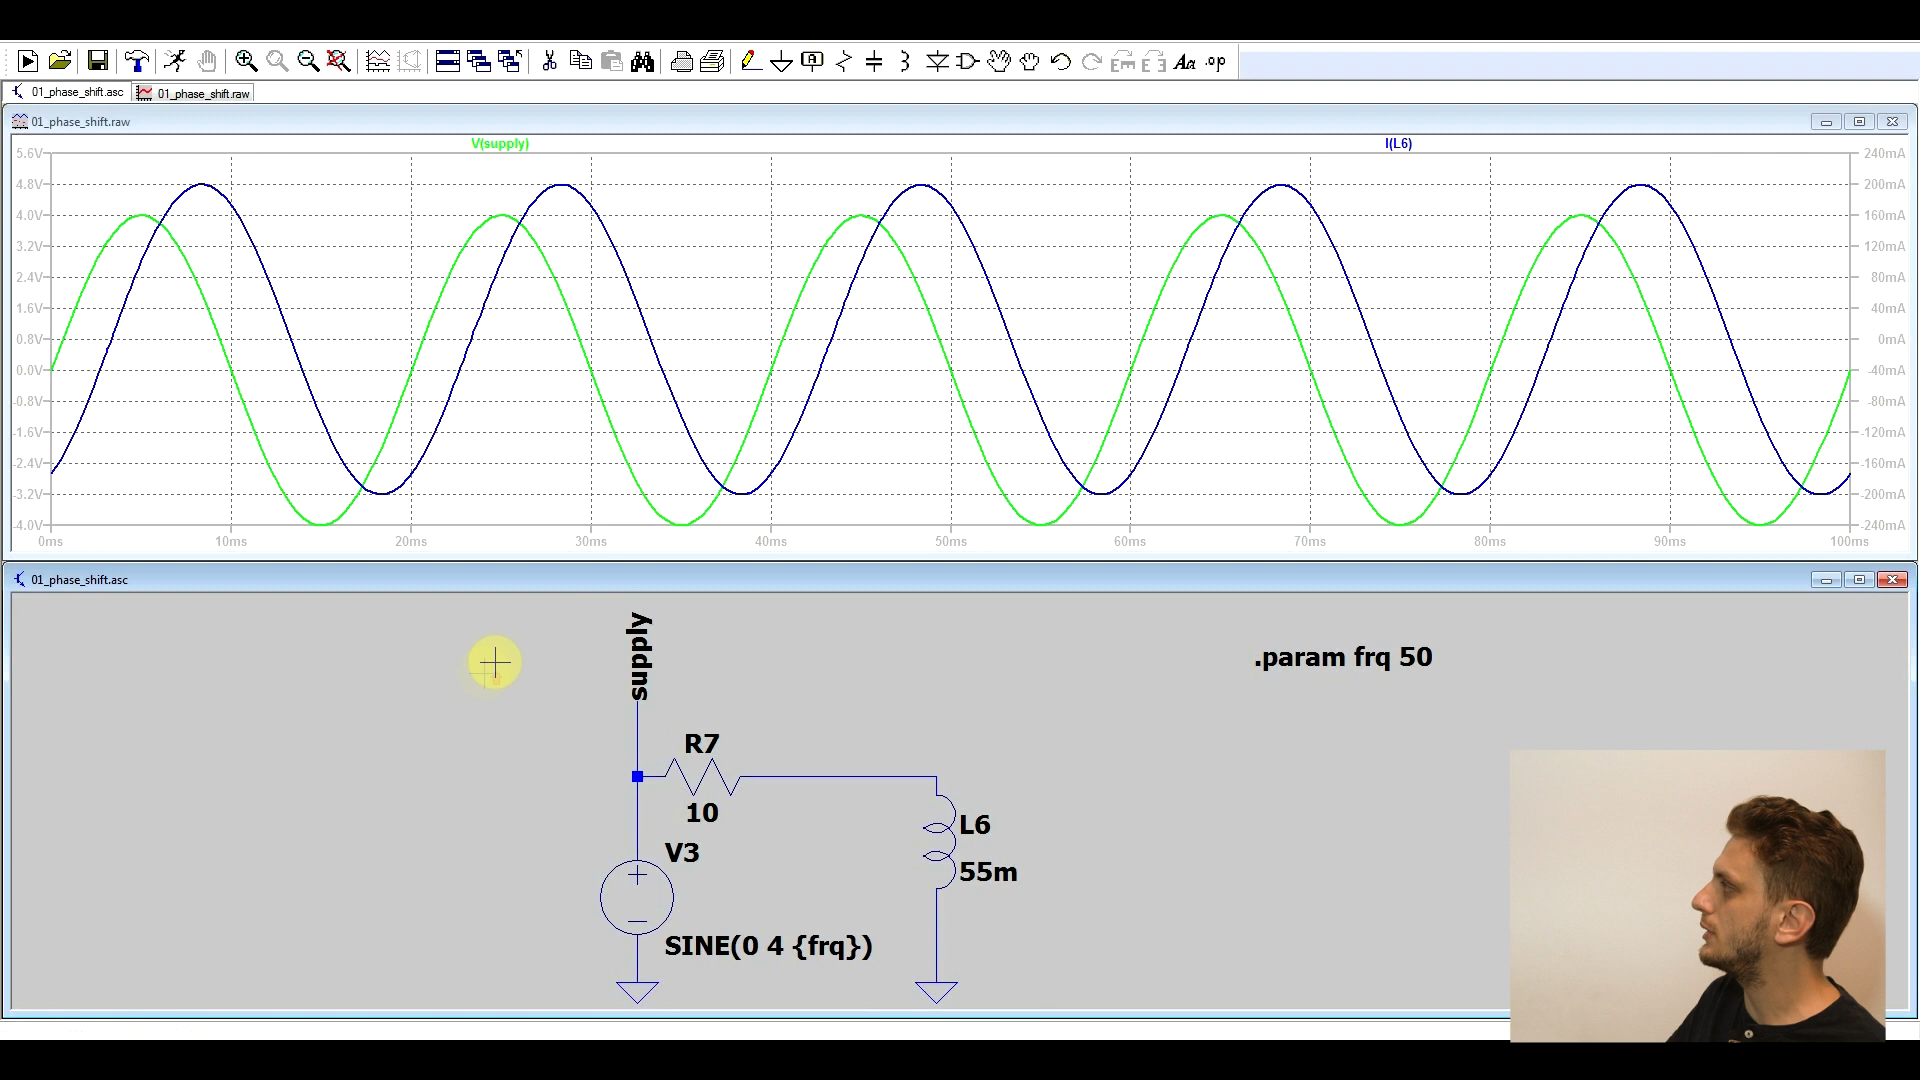 Aa .op
01_phase_shift.asc 01_phase_shift.raw
01_phase_shift.raw
V(supply) I(L6)
5.6V 240mA
4.8V 200mA
4.0V 160mA
3.2V 120mA
2.4V 80mA
1.6V 40mA
0.8V 0mA
0.0V -40mA
-0.8V -80mA
-1.6V -120mA
-2.4V -160mA
-3.2V -200mA
-4.0V -240mA
0ms 10ms 20ms 30ms 40ms 50ms 60ms 70ms 80ms 90ms 100ms
01_phase_shift.asc
supply
.param frq 50
R7
10
V3
L6
55m
SINE(0 4 {frq})